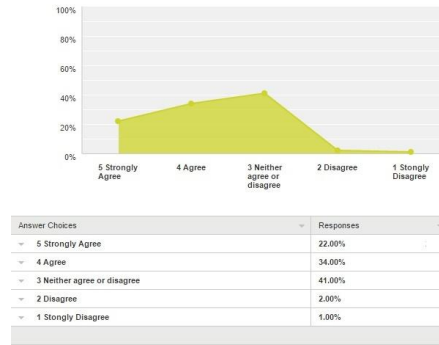 100%
80%
60%
40%
20%
0%
5 Strongly Agree
4 Agree
3 Neither agree or disagree
2 Disagree
1 Stongly Disagree
Answer Choices Responses
5 Strongly Agree 22.00%
4 Agree 34.00%
3 Neither agree or disagree 41.00%
2 Disagree 2.00%
1 Stongly Disagree 1.00%